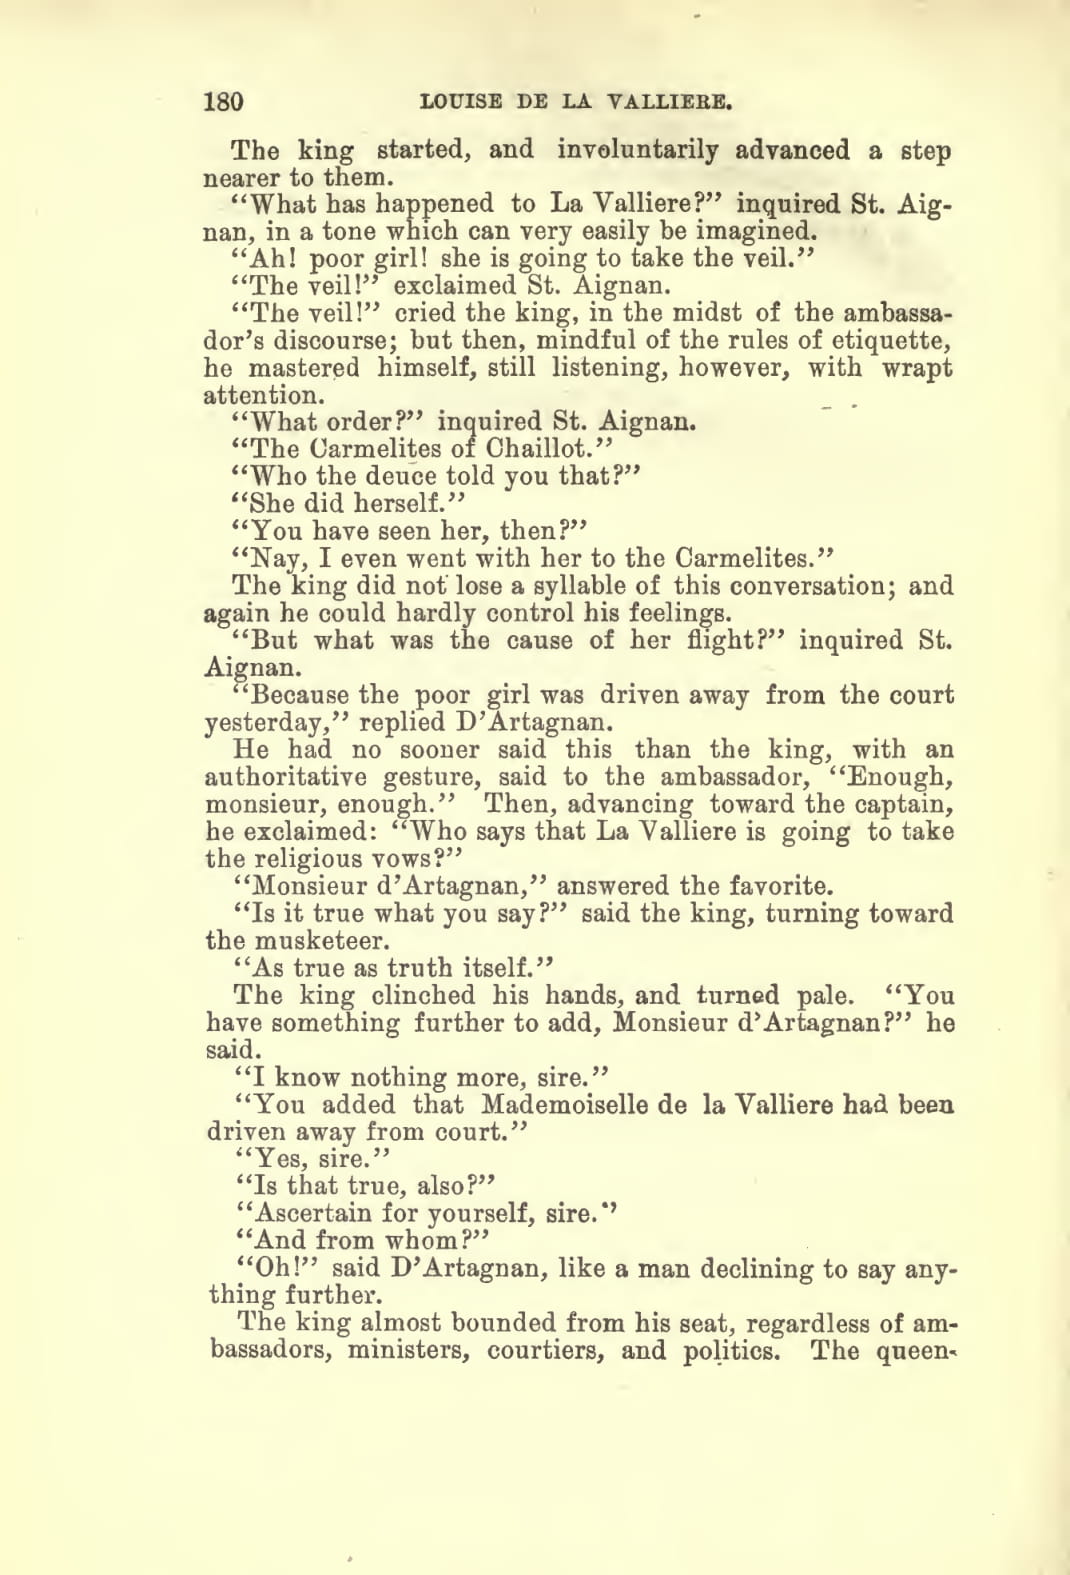 180 LOUISE DE LA VALLIERE.
The king started, and involuntarily advanced a step
nearer to them.
“What has happened to La Valliere?” inquired St. Aig-
nan, in a tone which can very easily be imagined.
“Ah! poor girl! she is going to take the veil.”
“The veil!” exclaimed St. Aignan.
“The veil!” cried the king, in the midst of the ambassa-
dor’s discourse; but then, mindful of the rules of etiquette,
he mastered himself, still listening, however, with wrapt
attention.
“What order?” inquired St. Aignan.
“The Carmelites of Chaillot.”
“Who the deuce told you that?”
“She did herself.”
“You have seen her, then?”
“Nay, I even went with her to the Carmelites.”
The king did not lose a syllable of this conversation; and
again he could hardly control his feelings.
“But what was the cause of her flight?” inquired St.
Aignan.
“Because the poor girl was driven away from the court
yesterday,” replied D’Artagnan.
He had no sooner said this than the king, with an
authoritative gesture, said to the ambassador, “Enough,
monsieur, enough.” Then, advancing toward the captain,
he exclaimed: “Who says that La Valliere is going to take
the religious vows?”
“Monsieur d’Artagnan,” answered the favorite.
“Is it true what you say?” said the king, turning toward
the musketeer.
“As true as truth itself.”
The king clinched his hands, and turned pale. “You
have something further to add, Monsieur d’Artagnan?” he
said.
“I know nothing more, sire.”
“You added that Mademoiselle de la Valliere had been
driven away from court.”
“Yes, sire.”
“Is that true, also?”
“Ascertain for yourself, sire.”
“And from whom?”
“Oh!” said D’Artagnan, like a man declining to say any-
thing further.
The king almost bounded from his seat, regardless of am-
bassadors, ministers, courtiers, and politics. The queen-